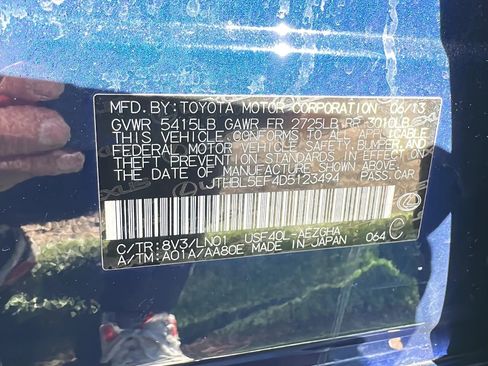 MFD. BY: TOYOTA MOTOR CORPORATION 06/13
GVWR 5415LB GAWR FR 2725LB RR 3010LB
THIS VEHICLE CONFORMS TO ALL APPLICABLE
FEDERAL MOTOR VEHICLE SAFETY, BUMPER, AND
THEFT PREVENTION STANDARDS IN EFFECT ON
THE DATE OF MANUFACTURE SHOWN ABOVE.
JTHBL5EF4D5123494 PASS.CAR
C/TR: 8V3/LN01 USF40L-AEZGHA
A/TM: A01A/AA80E MADE IN JAPAN 064 e